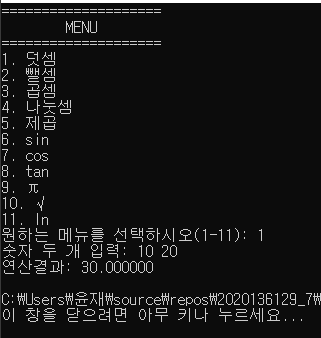 ====================
MENU
====================
1. 덧셈
2. 뺄셈
3. 곱셈
4. 나눗셈
5. 제곱
6. sin
7. cos
8. tan
9. π
10. √
11. ln
원하는 메뉴를 선택하시오(1-11): 1
숫자 두 개 입력: 10 20
연산결과: 30.000000
C:\Users\윤재\source\repos\2020136129_7\
이 창을 닫으려면 아무 키나 누르세요...